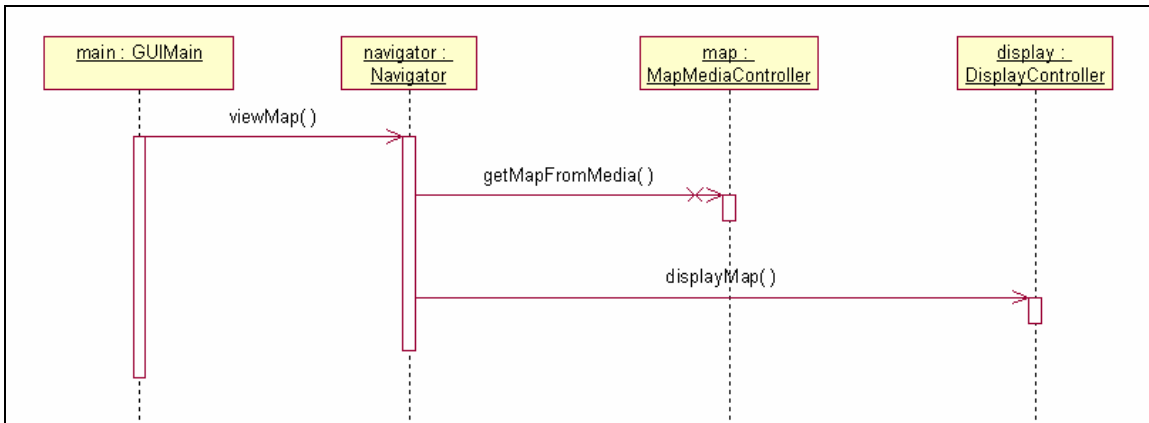 main : GUIMain
navigator :
Navigator
map :
MapMediaController
display :
DisplayController
viewMap( )
getMapFromMedia( )
displayMap( )